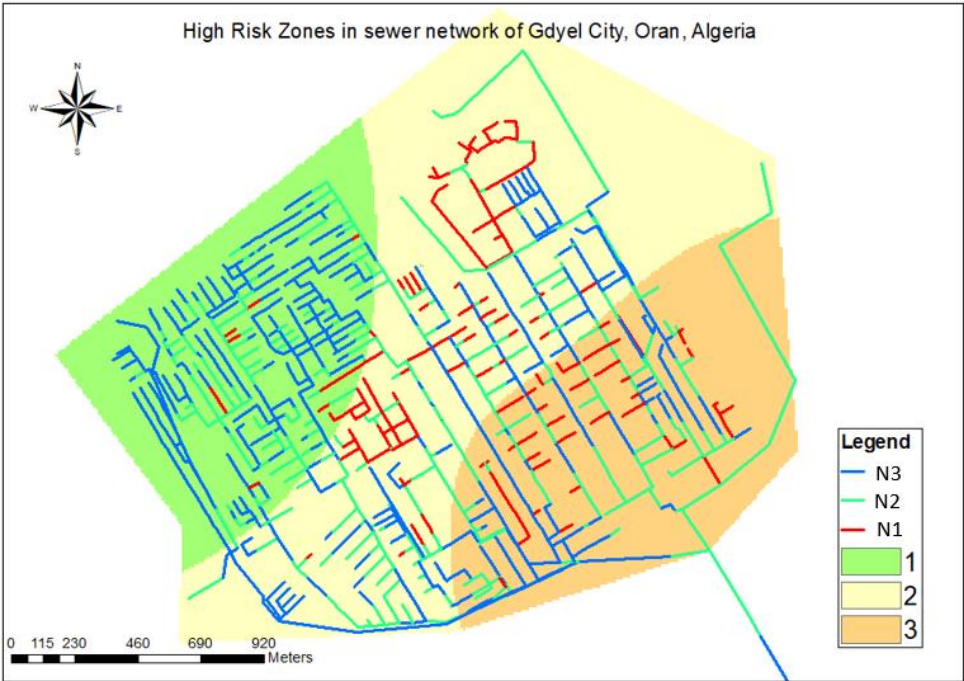 High Risk Zones in sewer network of Gdyel City, Oran, Algeria
N
W E
S
Legend
N3
N2
N1
1
2
3
0 115 230 460 690 920
Meters